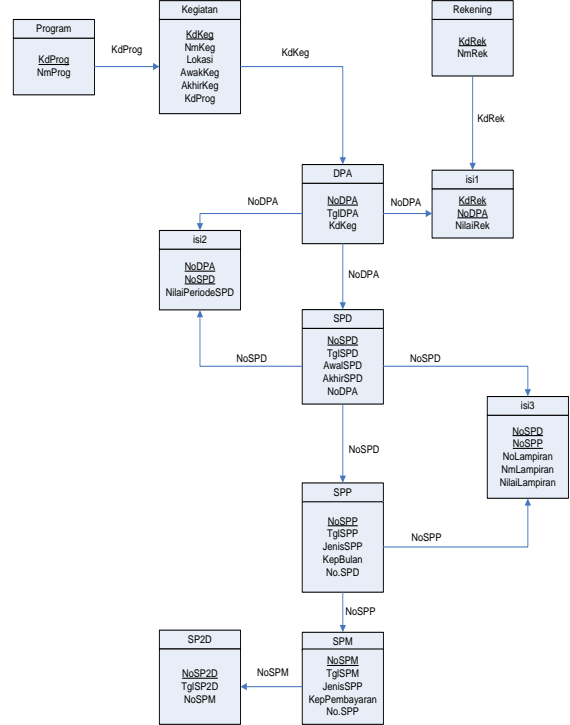 Program
KdProg
NmProg
KdProg
Kegiatan
KdKeg
NmKeg
Lokasi
AwakKeg
AkhirKeg
KdProg
KdKeg
Rekening
KdRek
NmRek
KdRek
DPA
NoDPA
TglDPA
KdKeg
NoDPA
NoDPA
isi1
KdRek
NoDPA
NilaiRek
isi2
NoDPA
NoSPD
NilaiPeriodeSPD
NoDPA
SPD
NoSPD
TglSPD
AwalSPD
AkhirSPD
NoDPA
NoSPD
NoSPD
isi3
NoSPD
NoSPP
NoLampiran
NmLampiran
NilaiLampiran
NoSPD
SPP
NoSPP
TglSPP
JenisSPP
KepBulan
No.SPD
NoSPP
NoSPP
SP2D
NoSP2D
TglSP2D
NoSPM
NoSPM
SPM
NoSPM
TglSPM
JenisSPP
KepPembayaran
No.SPP